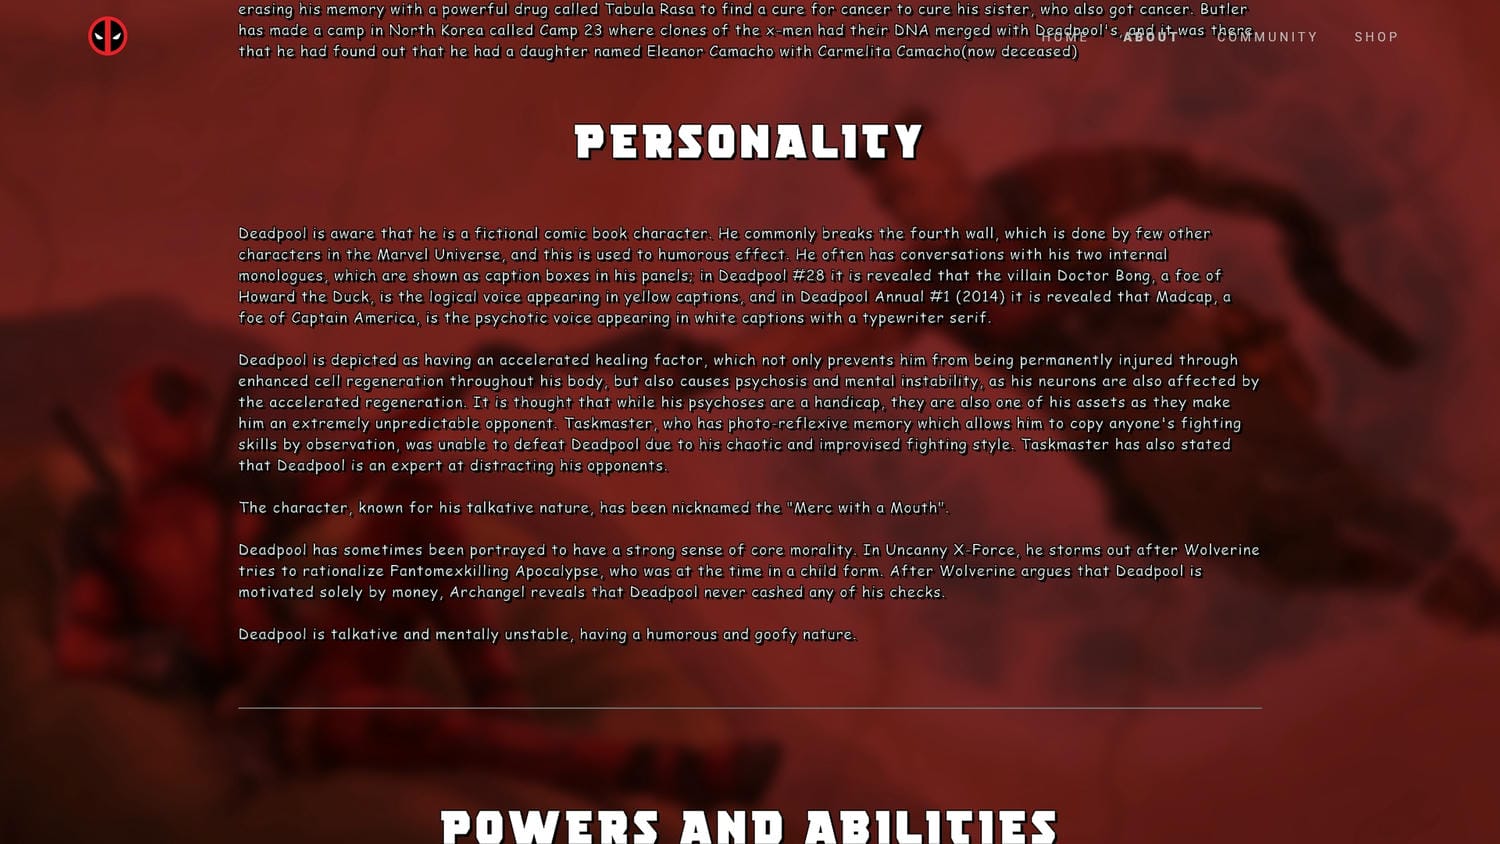 erasing his memory with a powerful drug called Tabula Rasa to find a cure for cancer to cure his sister, who also got cancer. Butler
has made a camp in North Korea called Camp 23 where clones of the x-men had their DNA merged with Deadpool's, and it was there
HOME ABOUT COMMUNITY SHOP
that he had found out that he had a daughter named Eleanor Camacho with Carmelita Camacho(now deceased)
PERSONALITY
Deadpool is aware that he is a fictional comic book character. He commonly breaks the fourth wall, which is done by few other
characters in the Marvel Universe, and this is used to humorous effect. He often has conversations with his two internal
monologues, which are shown as caption boxes in his panels; in Deadpool #28 it is revealed that the villain Doctor Bong, a foe of
Howard the Duck, is the logical voice appearing in yellow captions, and in Deadpool Annual #1 (2014) it is revealed that Madcap, a
foe of Captain America, is the psychotic voice appearing in white captions with a typewriter serif.
Deadpool is depicted as having an accelerated healing factor, which not only prevents him from being permanently injured through
enhanced cell regeneration throughout his body, but also causes psychosis and mental instability, as his neurons are also affected by
the accelerated regeneration. It is thought that while his psychoses are a handicap, they are also one of his assets as they make
him an extremely unpredictable opponent. Taskmaster, who has photo-reflexive memory which allows him to copy anyone's fighting
skills by observation, was unable to defeat Deadpool due to his chaotic and improvised fighting style. Taskmaster has also stated
that Deadpool is an expert at distracting his opponents.
The character, known for his talkative nature, has been nicknamed the "Merc with a Mouth".
Deadpool has sometimes been portrayed to have a strong sense of core morality. In Uncanny X-Force, he storms out after Wolverine
tries to rationalize Fantomexkilling Apocalypse, who was at the time in a child form. After Wolverine argues that Deadpool is
motivated solely by money, Archangel reveals that Deadpool never cashed any of his checks.
Deadpool is talkative and mentally unstable, having a humorous and goofy nature.
POWERS AND ABILITIES